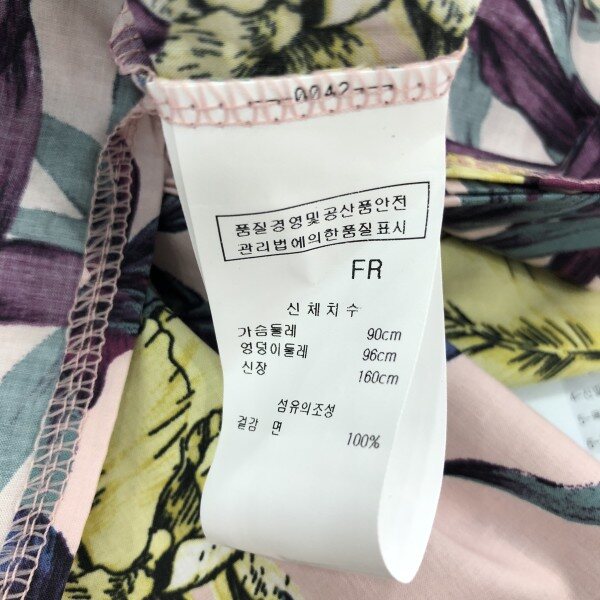 ---0042---
품질경영및공산품안전
관리법에의한품질표시
FR
신체치수
가슴둘레 90cm
엉덩이둘레 96cm
신장 160cm
섬유의조성
겉감 면 100%